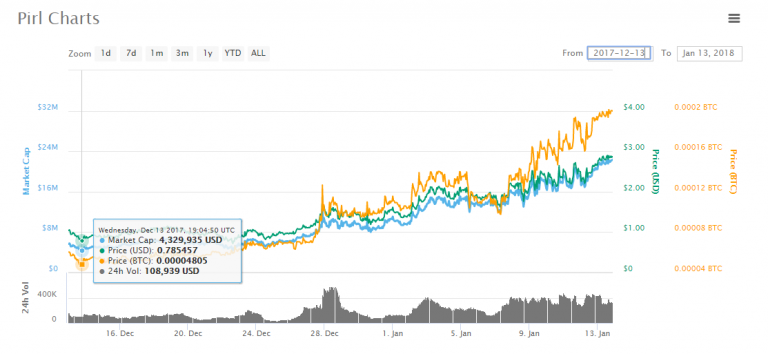 Pirl Charts
Zoom 1d 7d 1m 3m 1y YTD ALL
From 2017-12-13 To Jan 13, 2018
$32M $4.00 0.0002 BTC
$24M $3.00 0.00016 BTC
$16M $2.00 0.00012 BTC
$8M $1.00 0.00008 BTC
$0 $0 0.00004 BTC
Market Cap
Price (USD)
Price (BTC)
Wednesday, Dec 13 2017, 19:04:50 UTC
Market Cap: 4,329,935 USD
Price (USD): 0.785457
Price (BTC): 0.00004805
24h Vol: 108,939 USD
24h Vol
400K
0
16. Dec 20. Dec 24. Dec 28. Dec 1. Jan 5. Jan 9. Jan 13. Jan